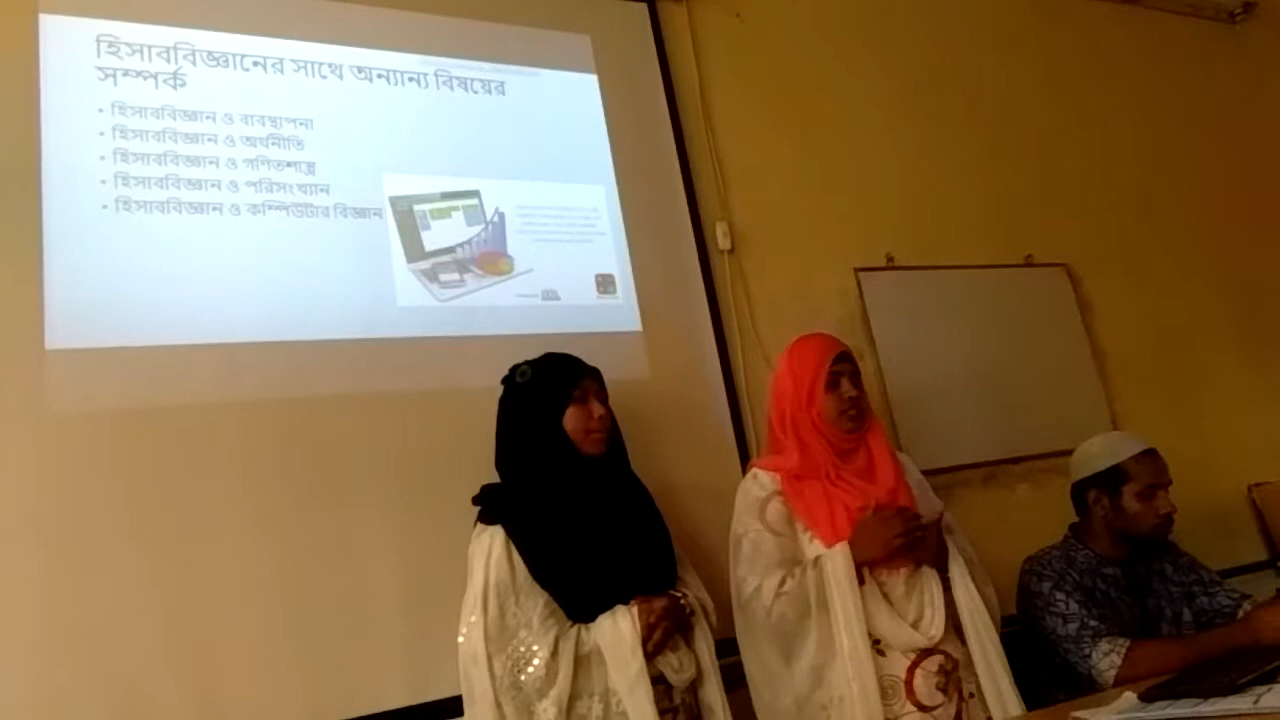 হিসাববিজ্ঞানের সাথে অন্যান্য বিষয়ের
সম্পর্ক
• হিসাববিজ্ঞান ও ব্যবস্থাপনা
• হিসাববিজ্ঞান ও অর্থনীতি
• হিসাববিজ্ঞান ও গণিতশাস্ত্র
• হিসাববিজ্ঞান ও পরিসংখ্যান
• হিসাববিজ্ঞান ও কম্পিউটার বিজ্ঞান